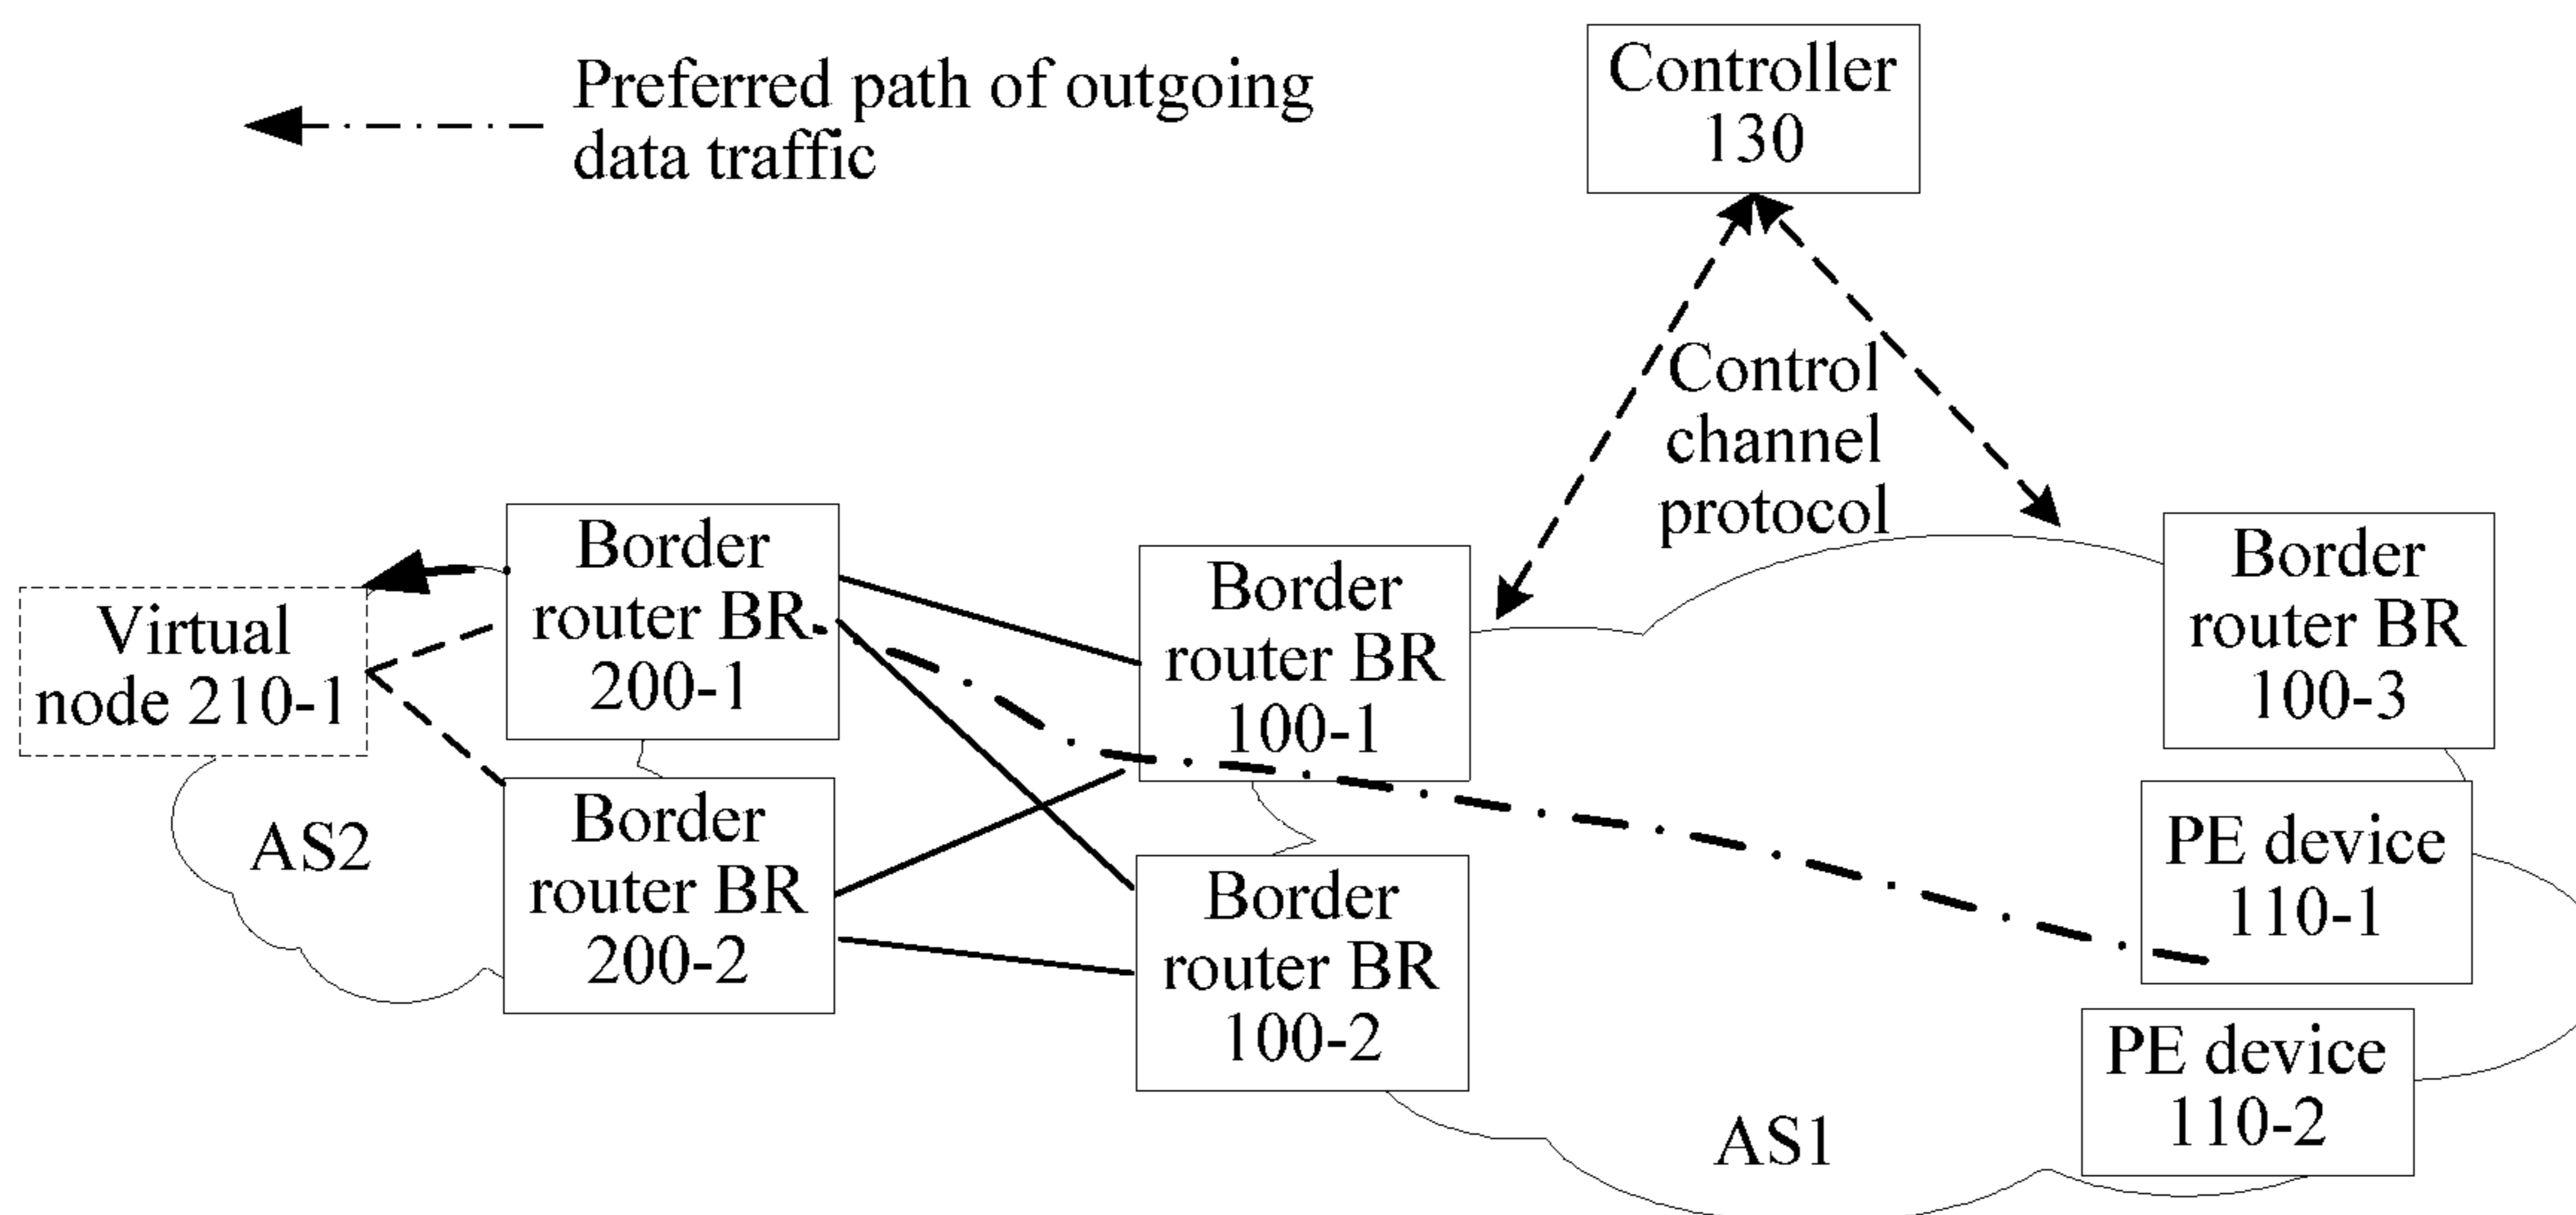 Preferred path of outgoing
data traffic
Controller
130
Control
channel
protocol
Border
router BR
200-1
Border
router BR
100-1
Border
router BR
100-3
Virtual
node 210-1
AS2
Border
router BR
200-2
Border
router BR
100-2
PE device
110-1
PE device
110-2
AS1